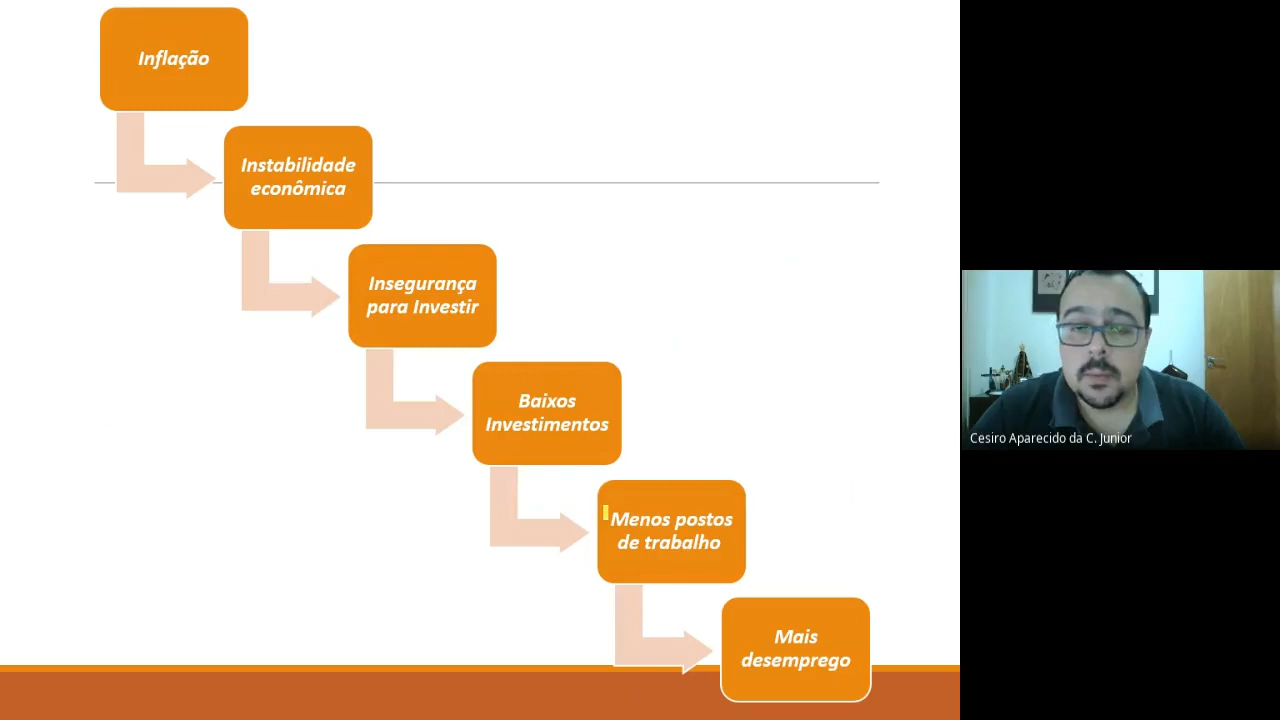 Inflação
Instabilidade
econômica
Insegurança
para Investir
Baixos
Investimentos
Menos postos
de trabalho
Mais
desemprego
Cesiro Aparecido da C. Junior